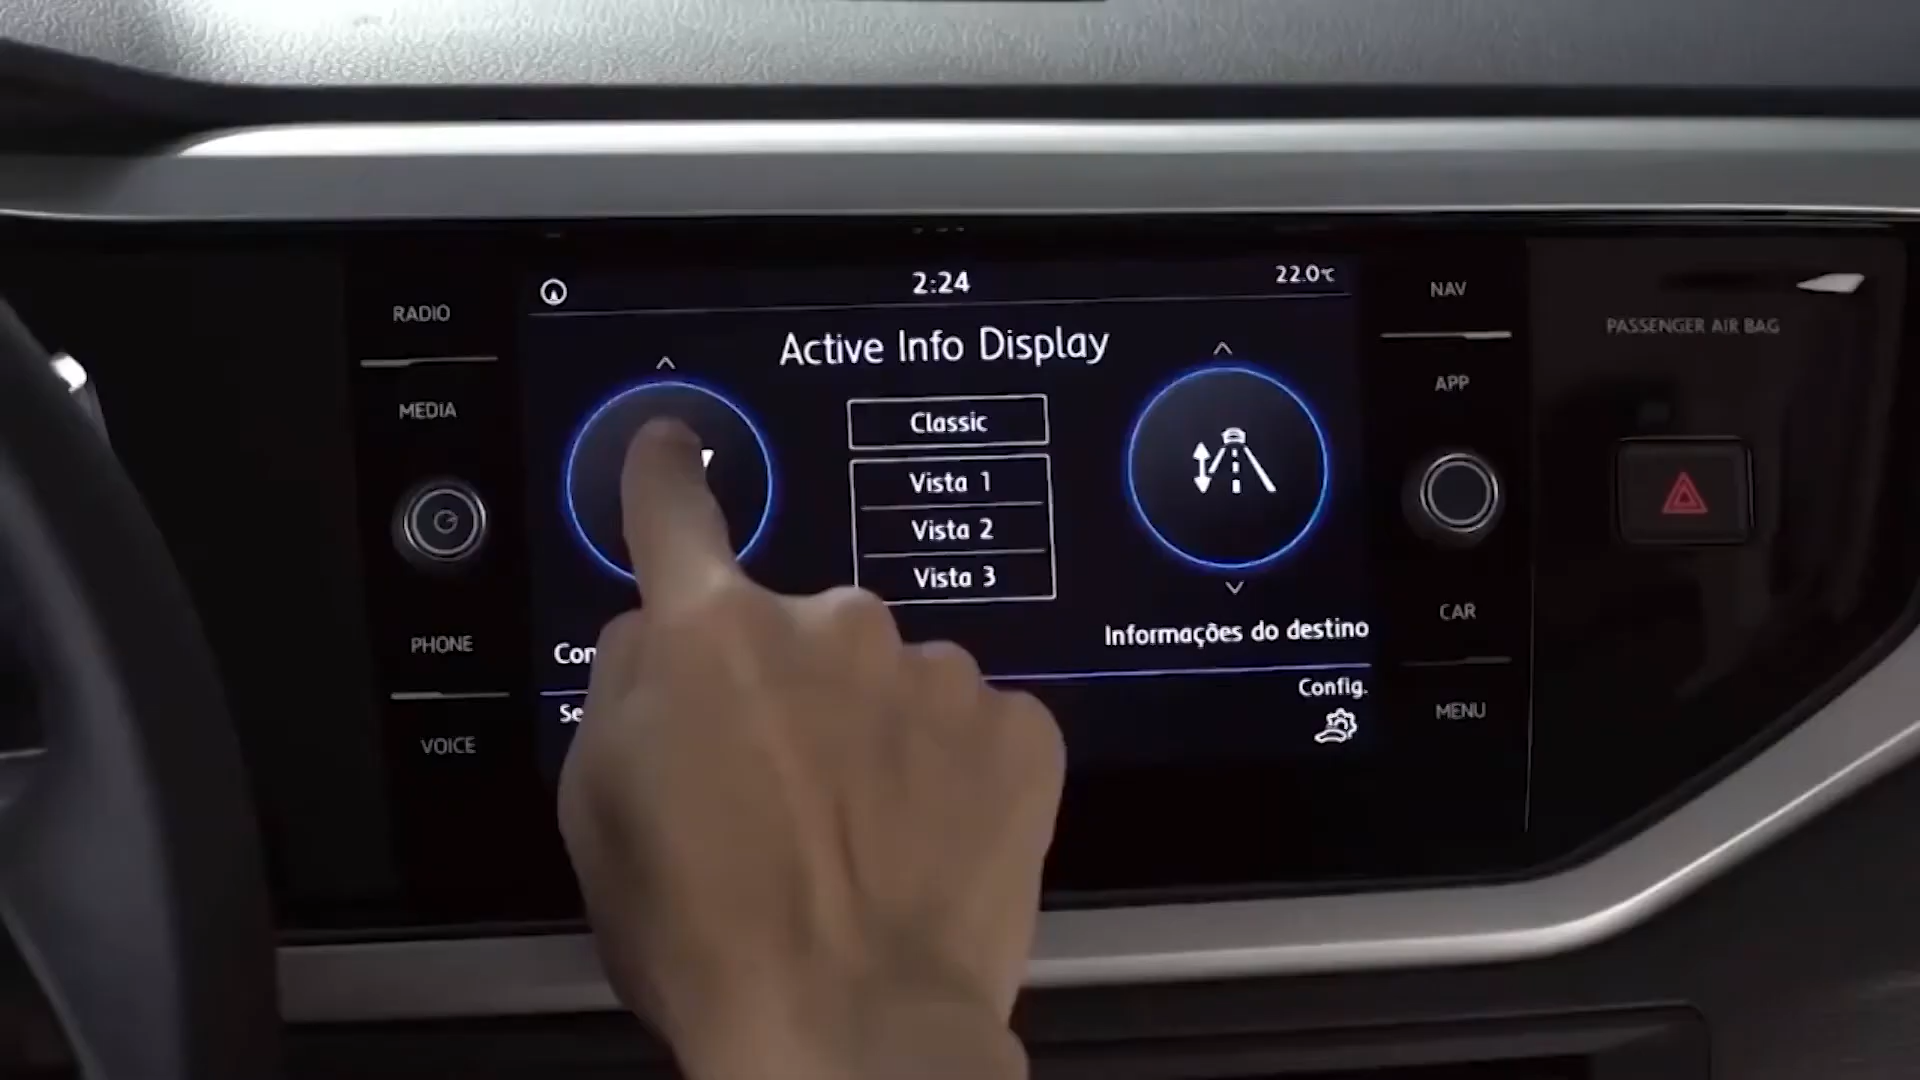 RADIO
MEDIA
PHONE
VOICE
2:24
22.0°C
Active Info Display
Classic
Vista 1
Vista 2
Vista 3
Informações do destino
Config.
NAV
APP
CAR
MENU
PASSENGER AIR BAG